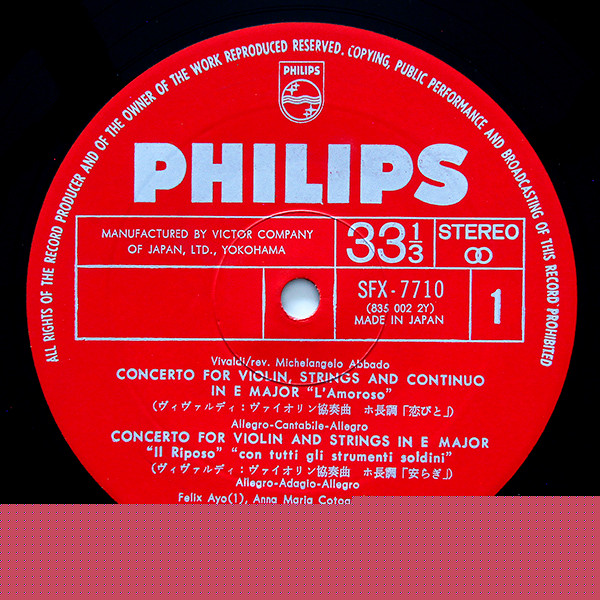 ALL RIGHTS OF THE RECORD PRODUCER AND OF THE OWNER OF THE WORK REPRODUCED RESERVED. COPYING, PUBLIC PERFORMANCE AND BROADCASTING OF THIS RECORD PROHIBITED
PHILIPS
PHILIPS
MANUFACTURED BY VICTOR COMPANY
OF JAPAN, LTD., YOKOHAMA
33 1/3
STEREO
SFX-7710
(835 002 2Y)
MADE IN JAPAN
1
Vivaldi/rev. Michelangelo Abbado
CONCERTO FOR VIOLIN, STRINGS AND CONTINUO
IN E MAJOR "L'Amoroso"
(ヴィヴァルディ:ヴァイオリン協奏曲 ホ長調「恋びと」)
Allegro-Cantabile-Allegro
CONCERTO FOR VIOLIN AND STRINGS IN E MAJOR
"Il Riposo" "con tutti gli strumenti soldini"
(ヴィヴァルディ:ヴァイオリン協奏曲 ホ長調「安らぎ」)
Allegro-Adagio-Allegro
Felix Ayo(1), Anna Maria